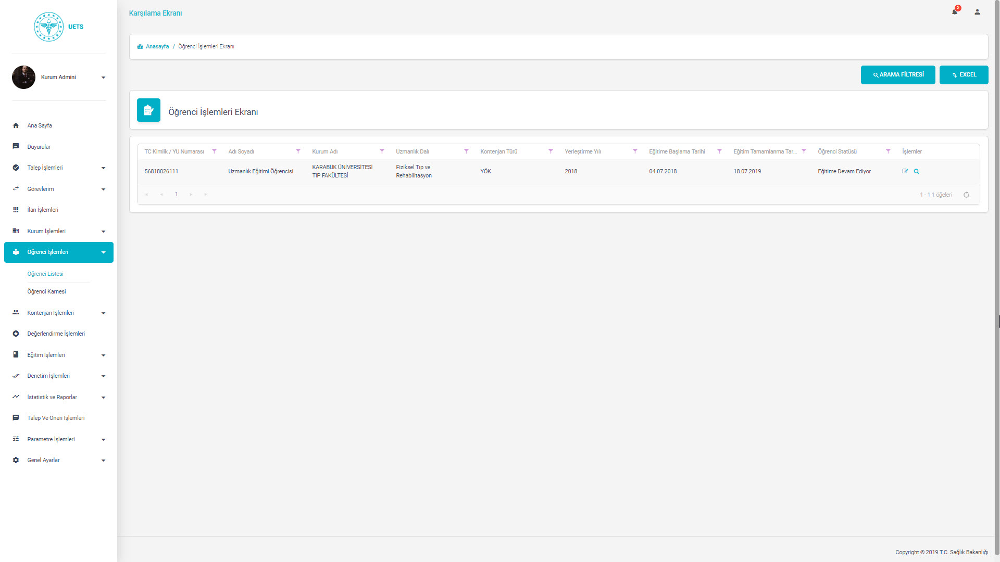 UETS
Kurum Admini
Ana Sayfa
Duyurular
Talep İşlemleri
Görevlerim
İlan İşlemleri
Kurum İşlemleri
Öğrenci İşlemleri
Öğrenci Listesi
Öğrenci Karnesi
Kontenjan İşlemleri
Değerlendirme İşlemleri
Eğitim İşlemleri
Denetim İşlemleri
İstatistik ve Raporlar
Talep Ve Öneri İşlemleri
Parametre İşlemleri
Genel Ayarlar
Karşılama Ekranı
0
Anasayfa / Öğrenci İşlemleri Ekranı
ARAMA FİLTRESİ
EXCEL
Öğrenci İşlemleri Ekranı
TC Kimlik / YU Numarası Adı Soyadı Kurum Adı Uzmanlık Dalı Kontenjan Türü Yerleştirme Yılı Eğitime Başlama Tarihi Eğitim Tamamlanma Tar... Öğrenci Statüsü İşlemler
56818026111 Uzmanlık Eğitimi Öğrencisi KARABÜK ÜNİVERSİTESİ TIP FAKÜLTESİ Fiziksel Tıp ve Rehabilitasyon YÖK 2018 04.07.2018 18.07.2019 Eğitime Devam Ediyor
1
1 - 1 1 öğeleri
Copyright © 2019 T.C. Sağlık Bakanlığı